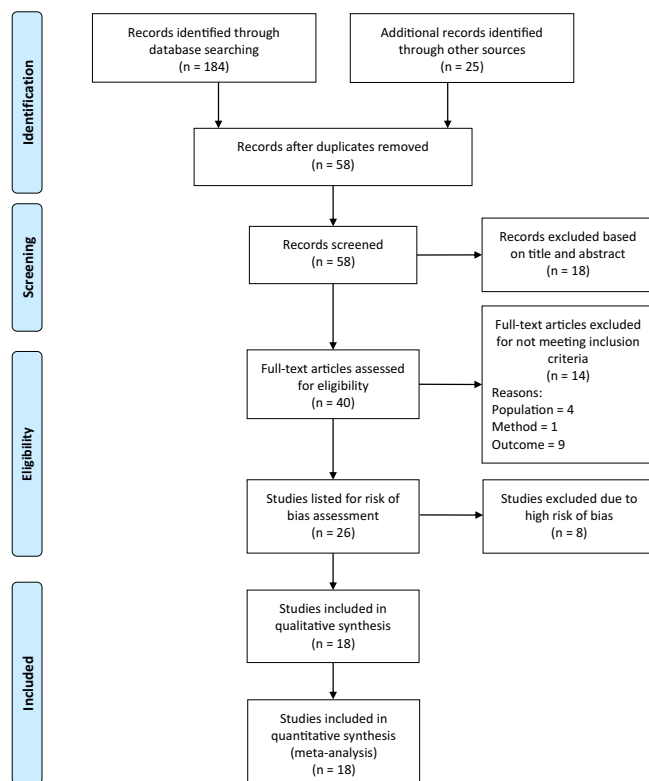 Identification
Records identified through
database searching
(n = 184)
Additional records identified
through other sources
(n = 25)
Records after duplicates removed
(n = 58)
Screening
Records screened
(n = 58)
Records excluded based
on title and abstract
(n = 18)
Eligibility
Full-text articles assessed
for eligibility
(n = 40)
Full-text articles excluded
for not meeting inclusion
criteria
(n = 14)
Reasons:
Population = 4
Method = 1
Outcome = 9
Studies listed for risk of
bias assessment
(n = 26)
Studies excluded due to
high risk of bias
(n = 8)
Included
Studies included in
qualitative synthesis
(n = 18)
Studies included in
quantitative synthesis
(meta-analysis)
(n = 18)